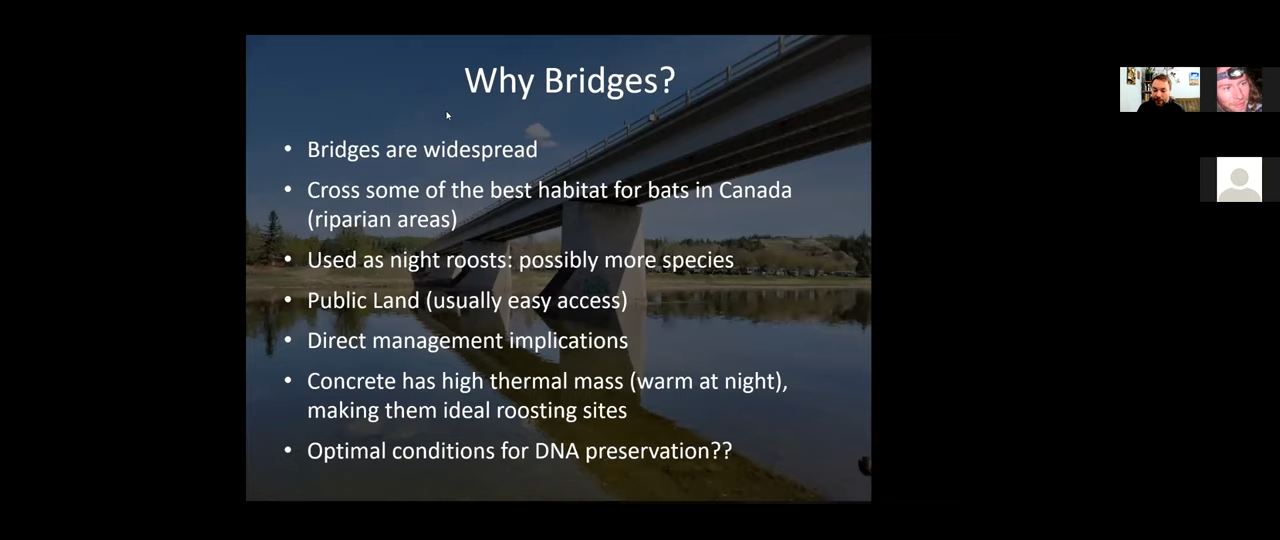 Why Bridges?
• Bridges are widespread
• Cross some of the best habitat for bats in Canada
(riparian areas)
• Used as night roosts: possibly more species
• Public Land (usually easy access)
• Direct management implications
• Concrete has high thermal mass (warm at night),
making them ideal roosting sites
• Optimal conditions for DNA preservation??